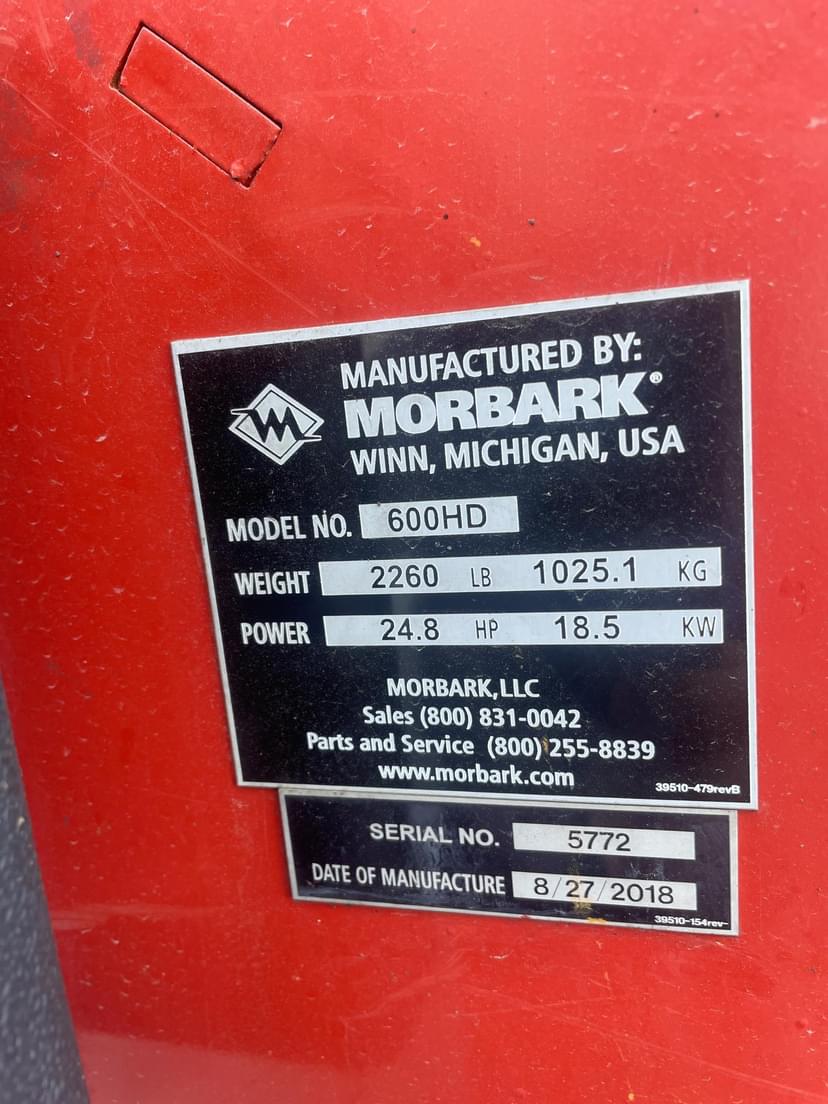 MANUFACTURED BY:
MORBARK®
WINN, MICHIGAN, USA
MODEL NO. 600HD
WEIGHT 2260 LB 1025.1 KG
POWER 24.8 HP 18.5 KW
MORBARK, LLC
Sales (800) 831-0042
Parts and Service (800) 255-8839
www.morbark.com
39510-479revB
SERIAL NO. 5772
DATE OF MANUFACTURE 8/27/2018
39510-154rev-